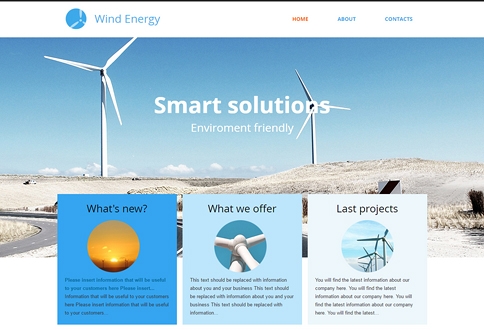 Wind Energy
HOME ABOUT CONTACTS
Smart solutions
Enviroment friendly
What's new?
Please insert information that will be useful
to your customers here Please insert...
Information that will be useful to your customers
here Please insert information that will be useful
to your customers...
What we offer
This text should be replaced with information
about you and your business This text should
be replaced with information about you and your
business This text should be replaced with
information...
Last projects
You will find the latest information about our
company here. You will find the latest
information about our company here. You will
find the latest information about our company
here. You will find the latest...